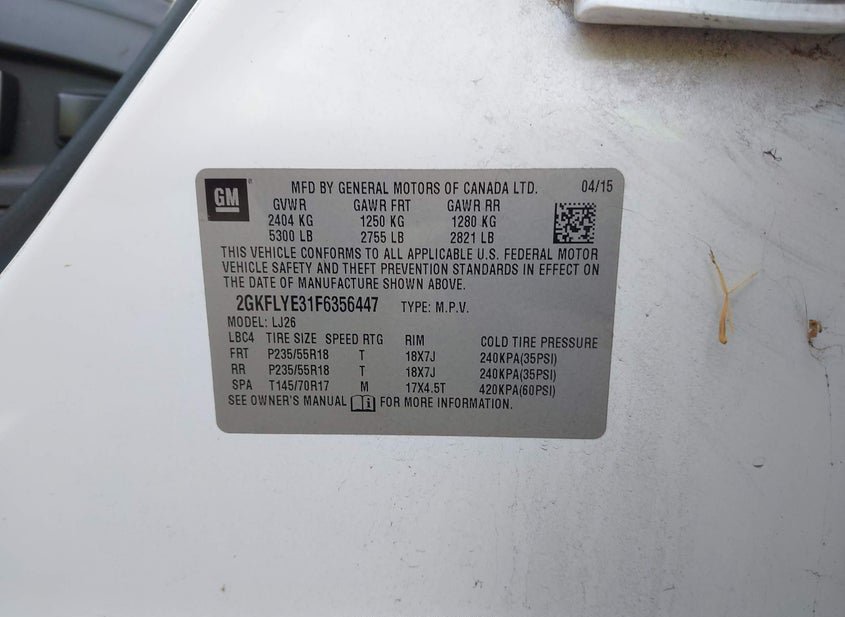 GM ® MFD BY GENERAL MOTORS OF CANADA LTD. 04/15
GVWR GAWR FRT GAWR RR
2404 KG 1250 KG 1280 KG
5300 LB 2755 LB 2821 LB
THIS VEHICLE CONFORMS TO ALL APPLICABLE U.S. FEDERAL MOTOR
VEHICLE SAFETY AND THEFT PREVENTION STANDARDS IN EFFECT ON
THE DATE OF MANUFACTURE SHOWN ABOVE.
2GKFLYE31F6356447 TYPE: M.P.V.
MODEL: LJ26
LBC4 TIRE SIZE SPEED RTG RIM COLD TIRE PRESSURE
FRT P235/55R18 T 18X7J 240KPA(35PSI)
RR P235/55R18 T 18X7J 240KPA(35PSI)
SPA T145/70R17 M 17X4.5T 420KPA(60PSI)
SEE OWNER'S MANUAL i FOR MORE INFORMATION.